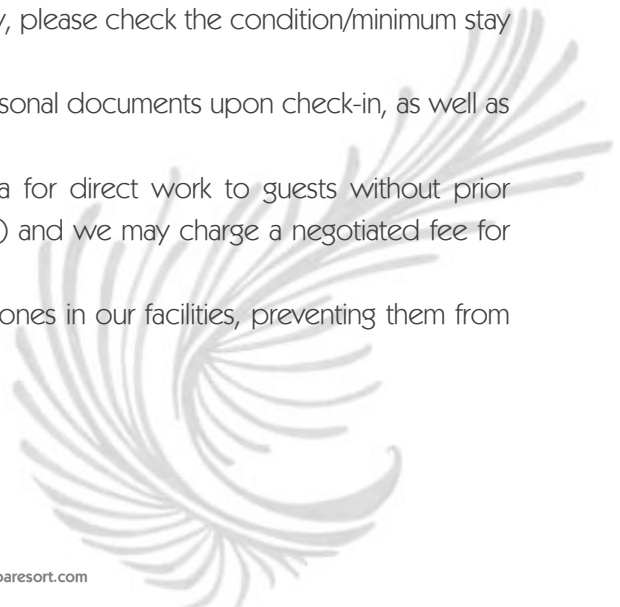 , please check the condition/minimum stay
sonal documents upon check-in, as well as
a for direct work to guests without prior
) and we may charge a negotiated fee for
ones in our facilities, preventing them from
paresort.com